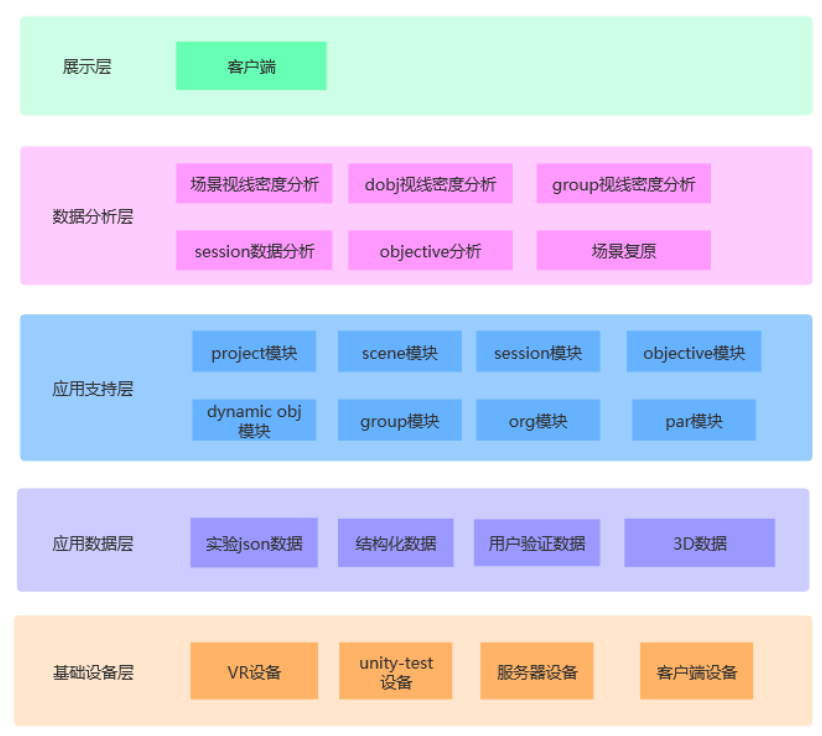 展示层
客户端
数据分析层
场景视线密度分析
dobj视线密度分析
group视线密度分析
session数据分析
objective分析
场景复原
应用支持层
project模块
scene模块
session模块
objective模块
dynamic obj
模块
group模块
org模块
par模块
应用数据层
实验json数据
结构化数据
用户验证数据
3D数据
基础设备层
VR设备
unity-test
设备
服务器设备
客户端设备